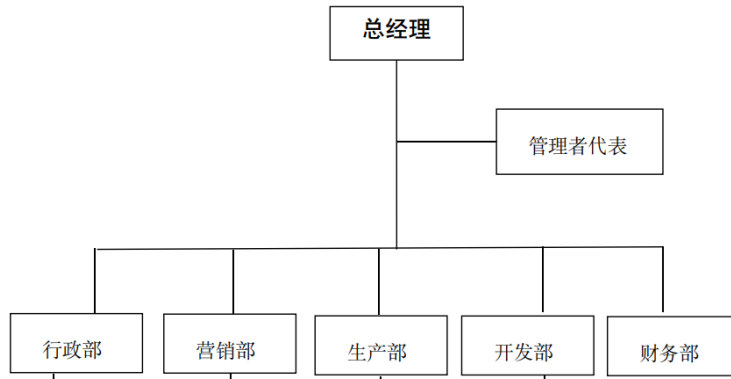 总经理
管理者代表
行政部
营销部
生产部
开发部
财务部